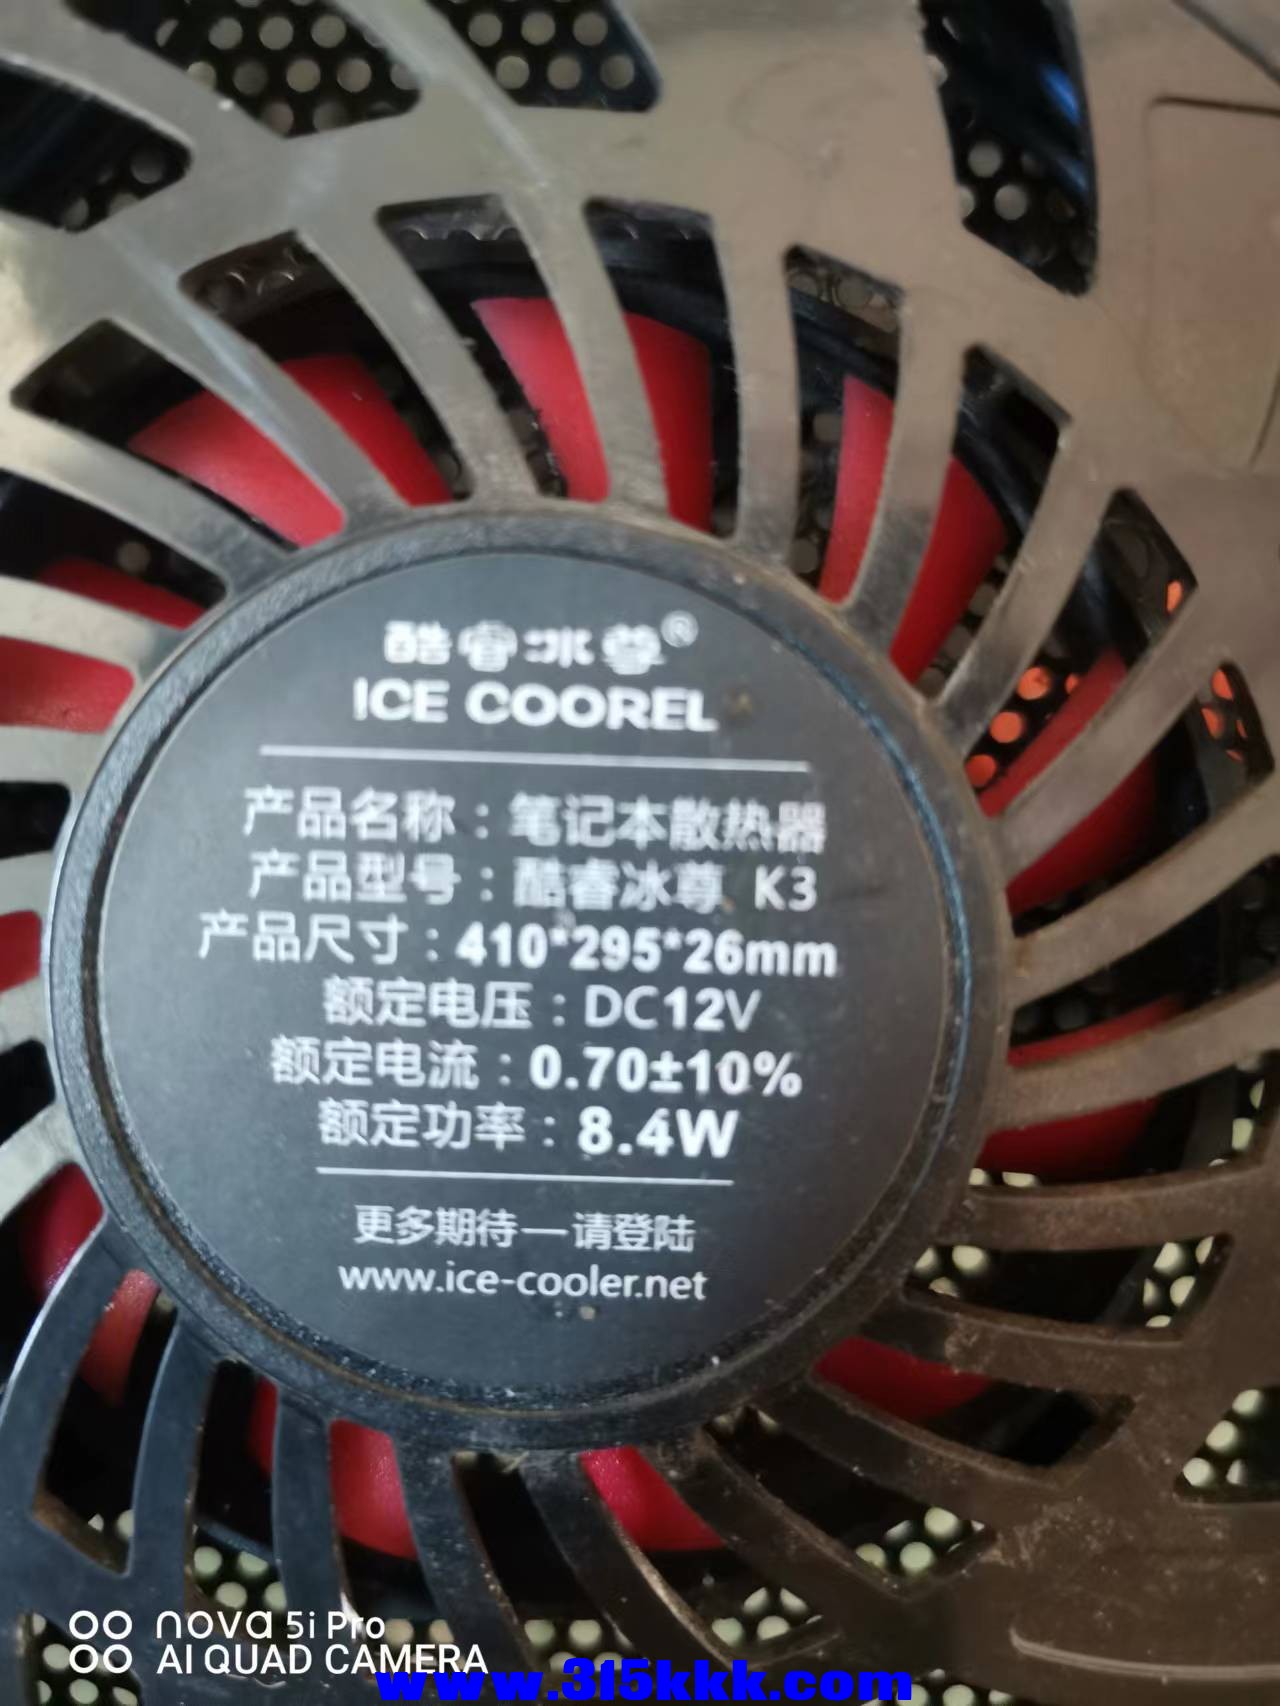 酷睿冰尊®
ICE COOREL
产品名称：笔记本散热器
产品型号：酷睿冰尊 K3
产品尺寸：410*295*26mm
额定电压：DC12V
额定电流：0.70±10%
额定功率：8.4W
更多期待—请登陆
www.ice-cooler.net
nova 5i Pro
AI QUAD CAMERA
www.315kkk.com